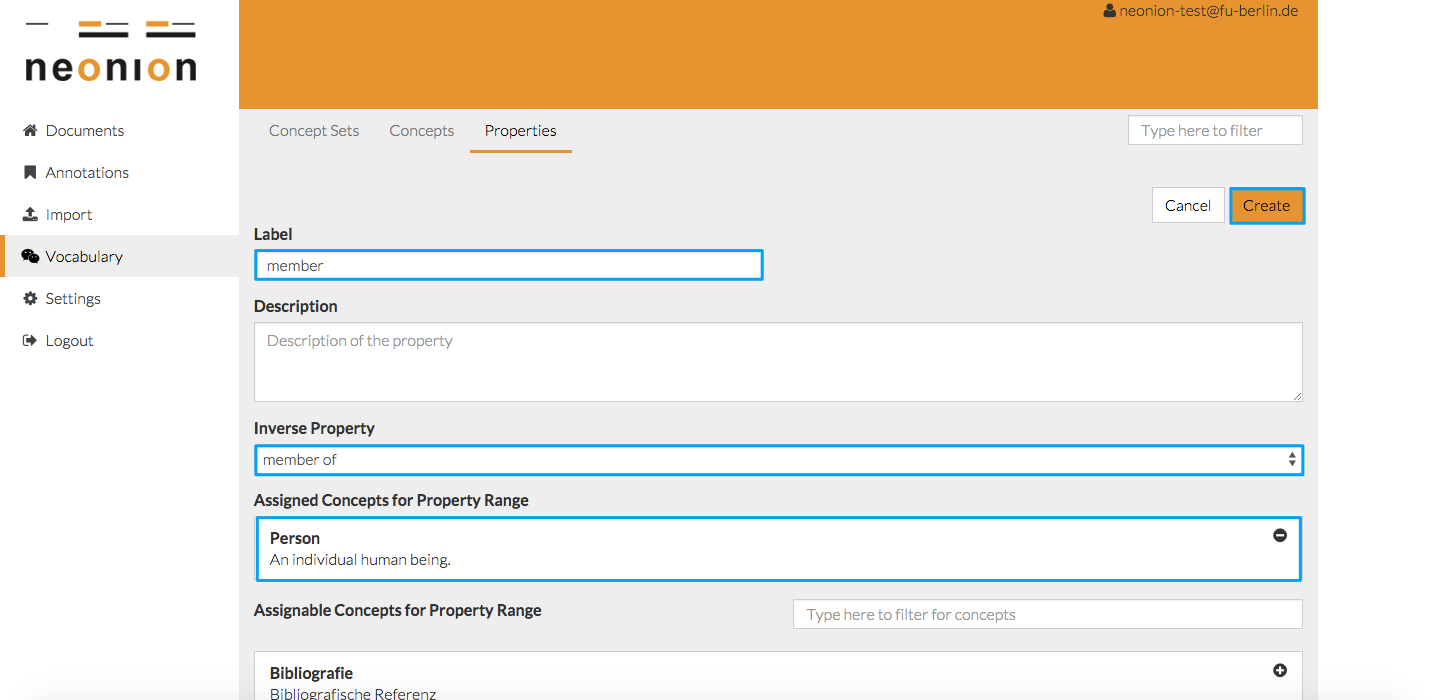 neonion
neonion-test@fu-berlin.de
Documents
Annotations
Import
Vocabulary
Settings
Logout
Concept Sets Concepts Properties Type here to filter
Cancel Create
Label
member
Description
Description of the property
Inverse Property
member of
Assigned Concepts for Property Range
Person
An individual human being.
Assignable Concepts for Property Range Type here to filter for concepts
Bibliografie
Bibliografische Referenz